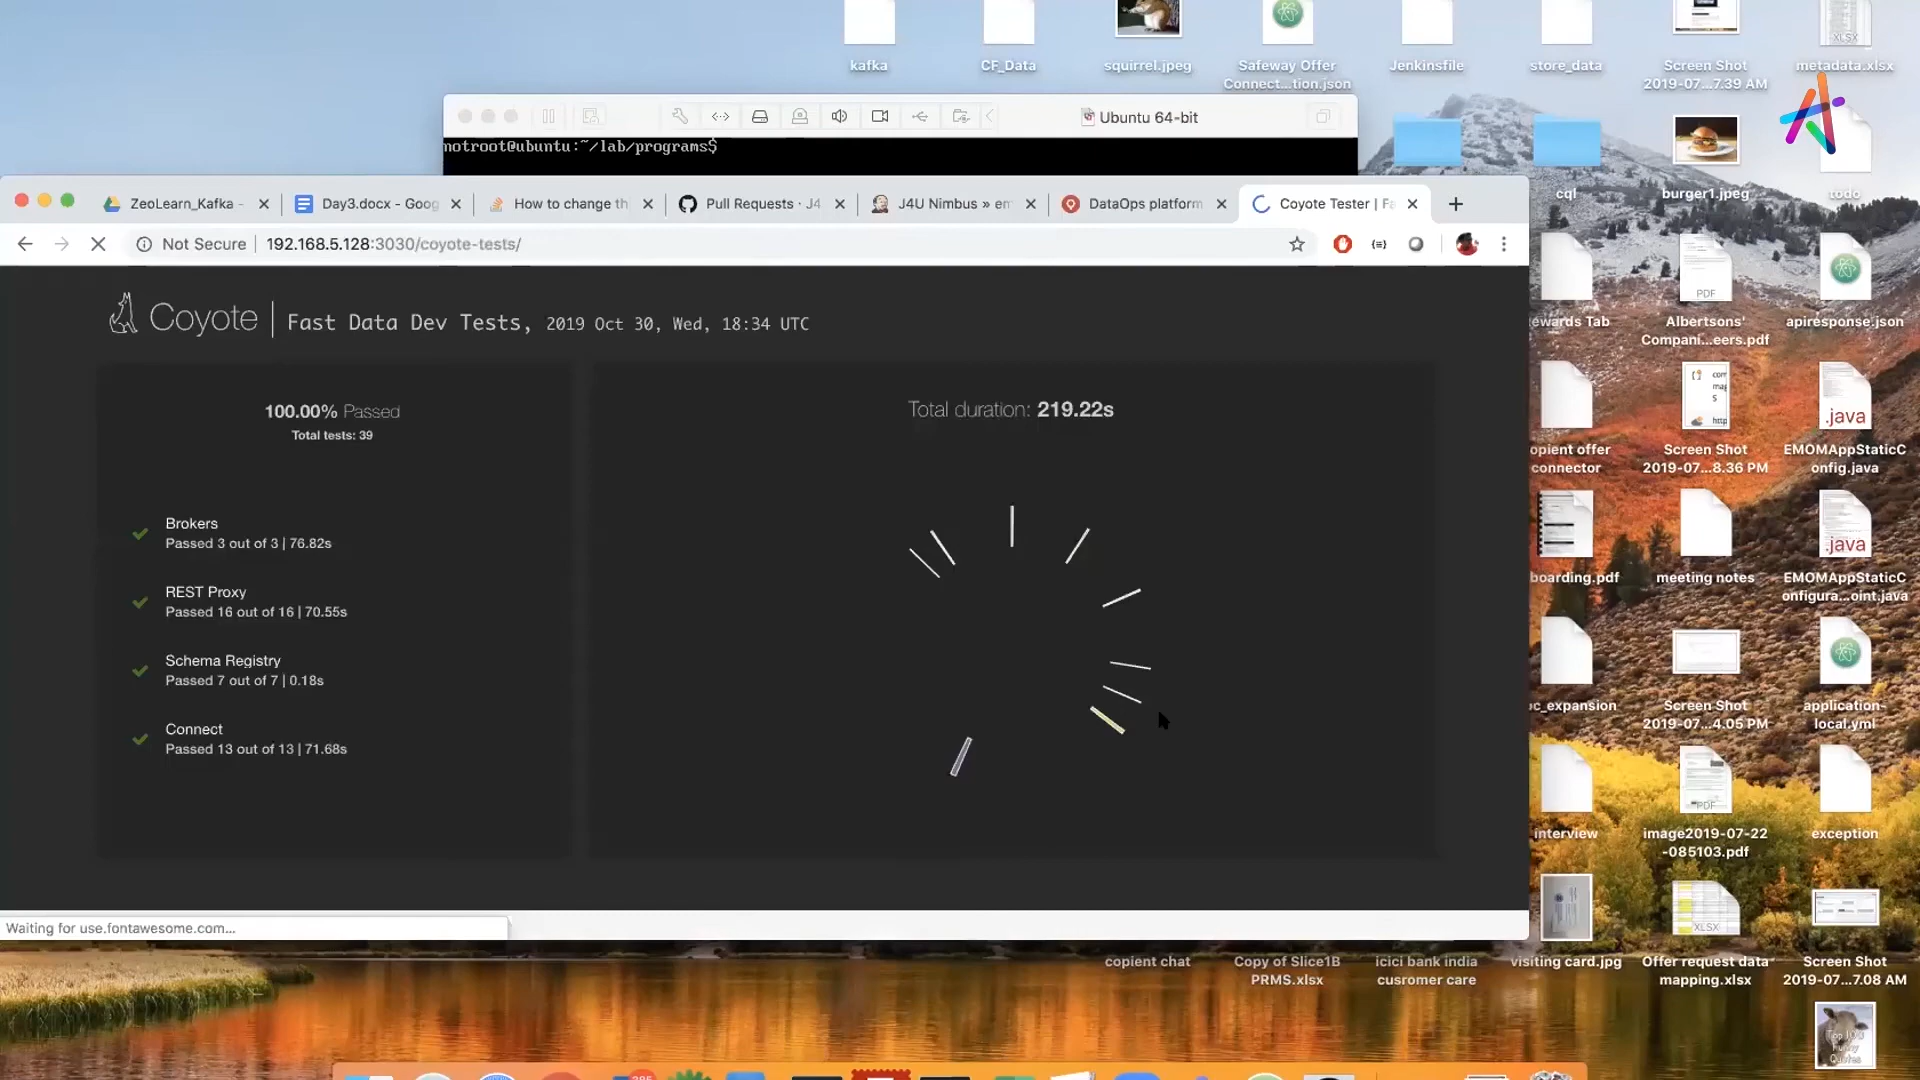 kafka
CF_Data
squirrel.jpeg
Safeway Offer
Connect...tion.json
Jenkinsfile
store_data
Screen Shot
2019-07...7.39 AM
XLSX
metadata.xlsx
Ubuntu 64-bit
notroot@ubuntu:~/lab/programs$
cql
burger1.jpeg
todo
ZeoLearn_Kafka -
Day3.docx - Goog
How to change th
Pull Requests · J4
J4U Nimbus » em
DataOps platform
Coyote Tester | Fa
Not Secure
192.168.5.128:3030/coyote-tests/
Coyote
Fast Data Dev Tests, 2019 Oct 30, Wed, 18:34 UTC
100.00% Passed
Total tests: 39
Total duration: 219.22s
Brokers
Passed 3 out of 3 | 76.82s
REST Proxy
Passed 16 out of 16 | 70.55s
Schema Registry
Passed 7 out of 7 | 0.18s
Connect
Passed 13 out of 13 | 71.68s
Waiting for use.fontawesome.com...
ewards Tab
PDF
Albertsons'
Compani...eers.pdf
apiresponse.json
opient offer
connector
Screen Shot
2019-07...8.36 PM
.java
EMOMAppStaticC
onfig.java
boarding.pdf
meeting notes
.java
EMOMAppStaticC
onfigura...oint.java
uc_expansion
Screen Shot
2019-07...4.05 PM
application-
local.yml
interview
PDF
image2019-07-22
-085103.pdf
exception
copient chat
Copy of Slice1B
PRMS.xlsx
icici bank india
cusromer care
visiting card.jpg
XLSX
Offer request data
mapping.xlsx
Screen Shot
2019-07...7.08 AM